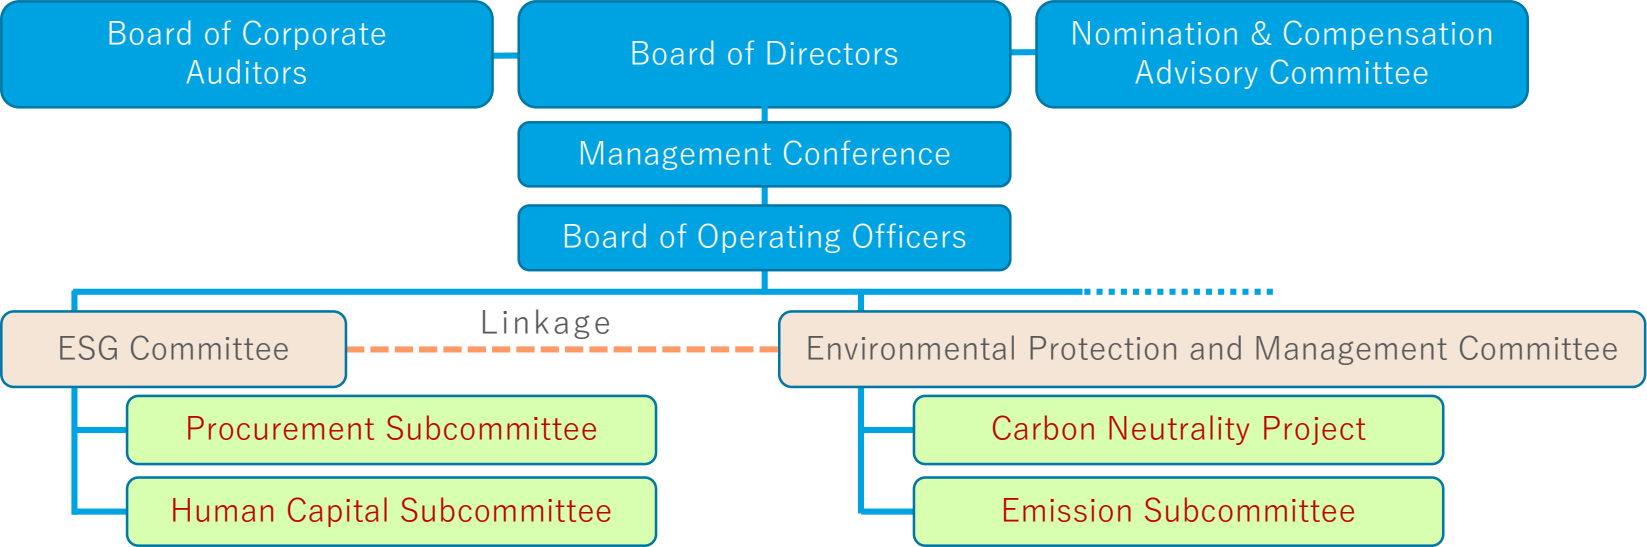 Board of Corporate
Auditors
Board of Directors
Nomination & Compensation
Advisory Committee
Management Conference
Board of Operating Officers
Linkage
ESG Committee
Environmental Protection and Management Committee
Procurement Subcommittee
Carbon Neutrality Project
Human Capital Subcommittee
Emission Subcommittee